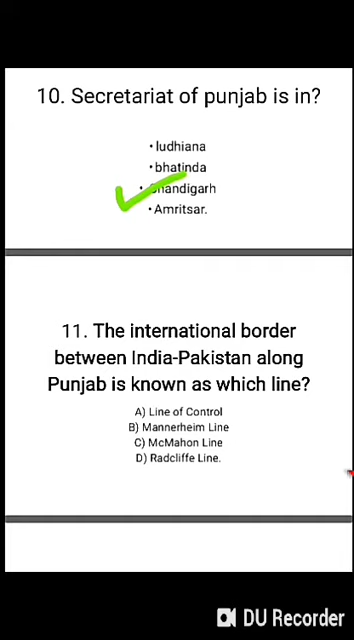 10. Secretariat of punjab is in?
• ludhiana
• bhatinda
• Chandigarh
• Amritsar.
11. The international border
between India-Pakistan along
Punjab is known as which line?
A) Line of Control
B) Mannerheim Line
C) McMahon Line
D) Radcliffe Line.
DU Recorder